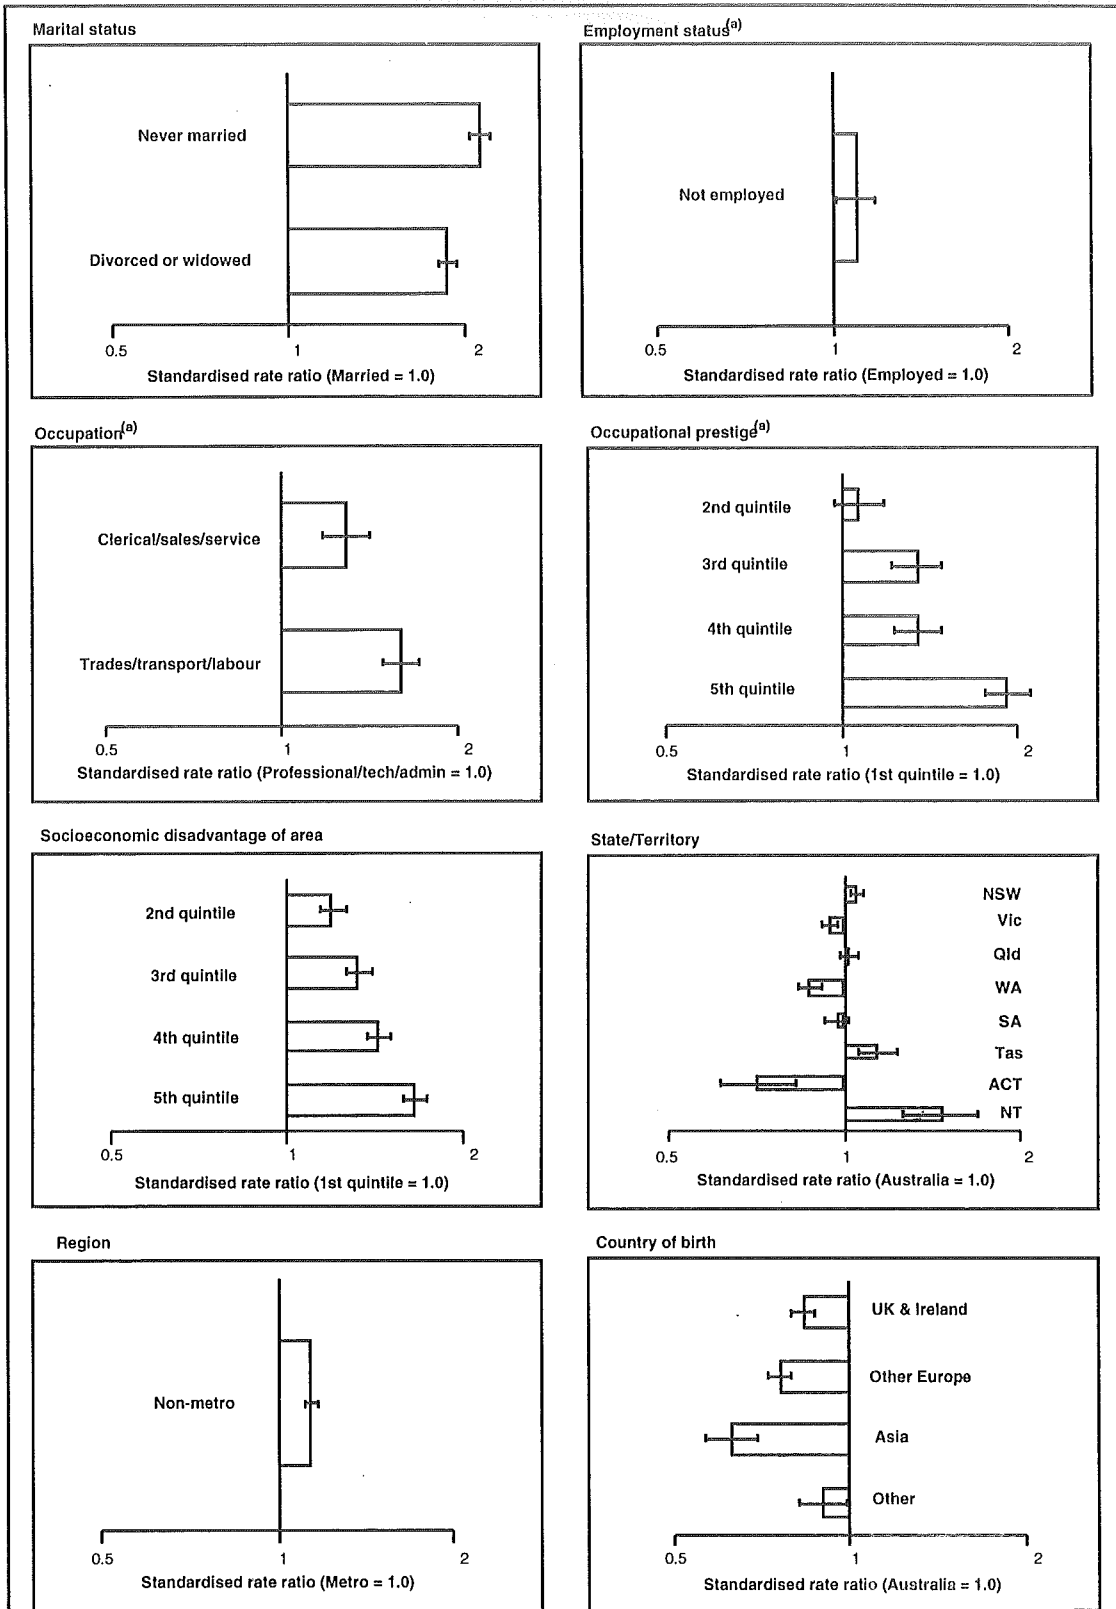 Marital status
Never married
Divorced or widowed
0.5 1 2
Standardised rate ratio (Married = 1.0)
Employment status(a)
Not employed
0.5 1 2
Standardised rate ratio (Employed = 1.0)
Occupation(a)
Clerical/sales/service
Trades/transport/labour
0.5 1 2
Standardised rate ratio (Professional/tech/admin = 1.0)
Occupational prestige(a)
2nd quintile
3rd quintile
4th quintile
5th quintile
0.5 1 2
Standardised rate ratio (1st quintile = 1.0)
Socioeconomic disadvantage of area
2nd quintile
3rd quintile
4th quintile
5th quintile
0.5 1 2
Standardised rate ratio (1st quintile = 1.0)
State/Territory
NSW
Vic
Qld
WA
SA
Tas
ACT
NT
0.5 1 2
Standardised rate ratio (Australia = 1.0)
Region
Non-metro
0.5 1 2
Standardised rate ratio (Metro = 1.0)
Country of birth
UK & Ireland
Other Europe
Asia
Other
0.5 1 2
Standardised rate ratio (Australia = 1.0)